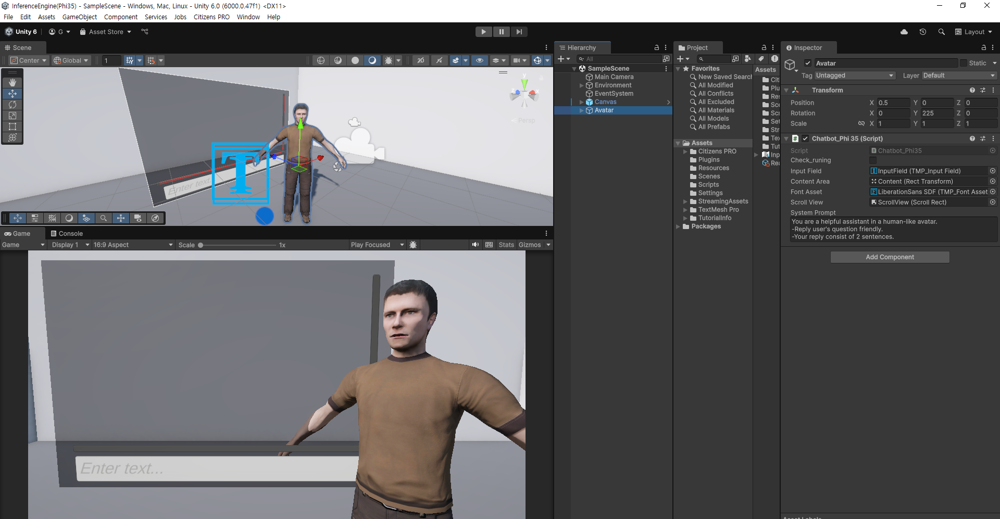 InferenceEngine(Phi35) - SampleScene - Windows, Mac, Linux - Unity 6.0 (6000.0.47f1) <DX11>
File Edit Assets GameObject Component Services Jobs Citizens PRO Window Help
Unity 6 G Asset Store Layout
Scene
Center Global 1 2D
y
x
z
Persp
Enter text...
T
Game Console
Game Display 1 16:9 Aspect Scale 1x Play Focused Stats Gizmos
Enter text...
Hierarchy
All
SampleScene
Main Camera
Environment
EventSystem
Canvas
Avatar
Project
Favorites
New Saved Search
All Modified
All Conflicts
All Excluded
All Materials
All Models
All Prefabs
Assets
Citizens PRO
Plugins
Resources
Scenes
Scripts
Settings
StreamingAssets
TextMesh Pro
TutorialInfo
Packages
Assets
Cit
Plu
Res
Sce
Scr
Set
Str
Tex
Tut
Inp
Rea
Inspector
Avatar Static
Tag Untagged Layer Default
Transform
Position X 0.5 Y 0 Z 0
Rotation X 0 Y 225 Z 0
Scale X 1 Y 1 Z 1
Chatbot_Phi 35 (Script)
Script Chatbot_Phi35
Check_runing
Input Field InputField (TMP_Input Field)
Content Area Content (Rect Transform)
Font Asset LiberationSans SDF (TMP_Font Asset
Scroll View ScrollView (Scroll Rect)
System Prompt
You are a helpful assistant in a human-like avatar.
-Reply user's question friendly.
-Your reply consist of 2 sentences.
Add Component
Asset Labels